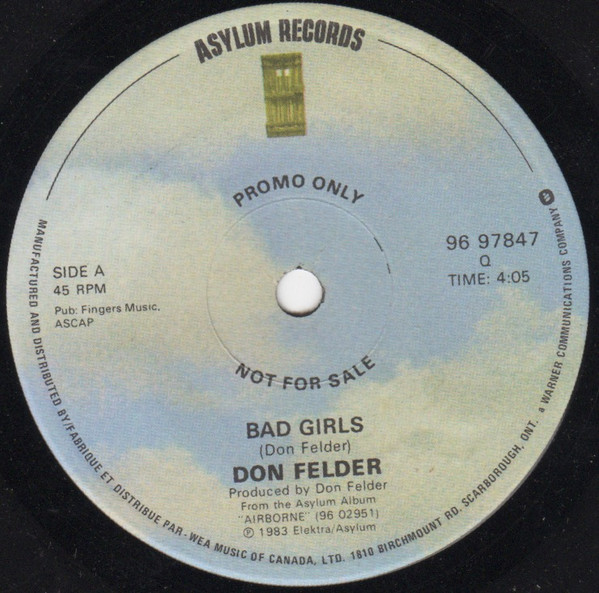 ASYLUM RECORDS
PROMO ONLY
SIDE A
45 RPM
Pub: Fingers Music.
ASCAP
96 97847
Q
TIME: 4:05
NOT FOR SALE
BAD GIRLS
(Don Felder)
DON FELDER
Produced by Don Felder
From the Asylum Album
"AIRBORNE" (96 02951)
Ⓟ 1983 Elektra/Asylum
MANUFACTURED AND DISTRIBUTED BY/FABRIQUE ET DISTRIBUE PAR - WEA MUSIC OF CANADA, LTD. 1810 BIRCHMOUNT RD. SCARBOROUGH, ONT. a WARNER COMMUNICATIONS COMPANY